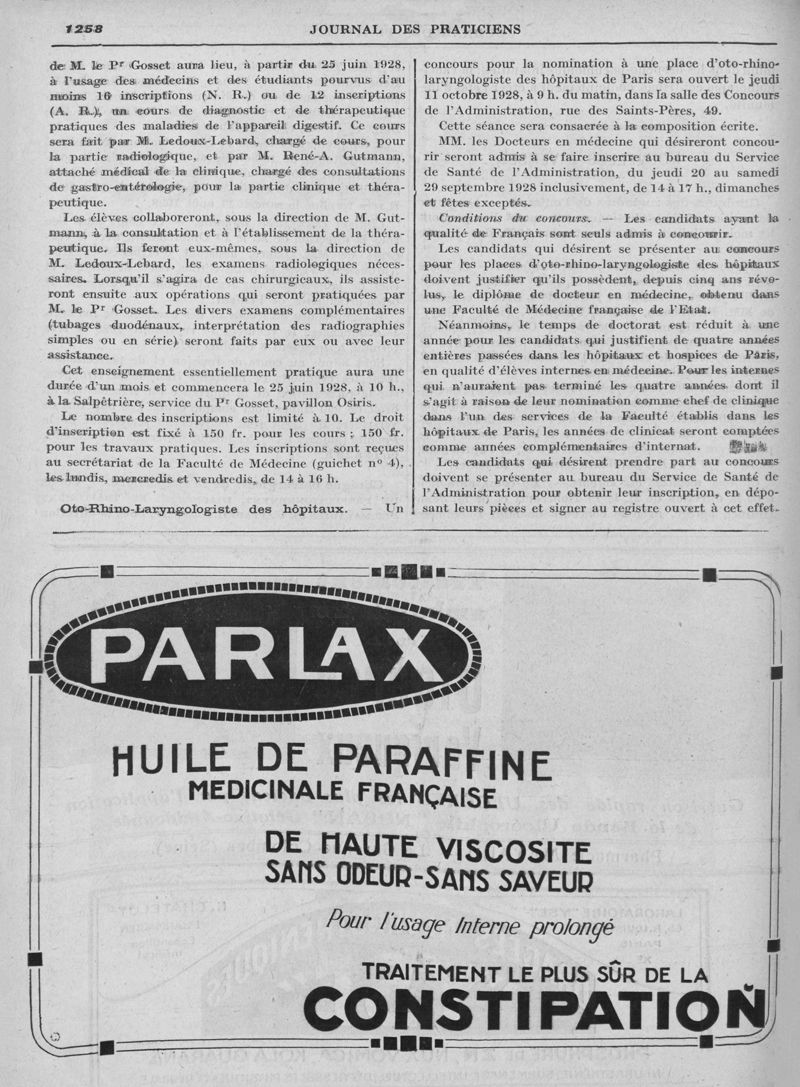 1258
JOURNAL DES PRATICIENS
de M. le Pr Gosset aura lieu, à partir du 25 juin 1928,
à l'usage des médecins et des étudiants pourvus d'au
moins 16 inscriptions (N. R.) ou de 12 inscriptions
(A. R.), un cours de diagnostic et de thérapeutique
pratiques des maladies de l'appareil digestif. Ce cours
sera fait par M. Ledoux-Lebard, chargé de cours, pour
la partie radiologique, et par M. René-A. Gutmann,
attaché médical de la clinique, chargé des consultations
de gastro-entérologie, pour la partie clinique et théra-
peutique.
Les élèves collaboreront, sous la direction de M. Gut-
mann, à la consultation et à l'établissement de la théra-
peutique. Ils feront eux-mêmes, sous la direction de
M. Ledoux-Lebard, les examens radiologiques néces-
saires. Lorsqu'il s'agira de cas chirurgicaux, ils assiste-
ront ensuite aux opérations qui seront pratiquées par
M. le Pr Gosset. Les divers examens complémentaires
(tubages duodénaux, interprétation des radiographies
simples ou en série) seront faits par eux ou avec leur
assistance.
Cet enseignement essentiellement pratique aura une
durée d'un mois et commencera le 25 juin 1928, à 10 h.,
à la Salpêtrière, service du Pr Gosset, pavillon Osiris.
Le nombre des inscriptions est limité à 10. Le droit
d'inscription est fixé à 150 fr. pour les cours ; 150 fr.
pour les travaux pratiques. Les inscriptions sont reçues
au secrétariat de la Faculté de Médecine (guichet no 4),
les lundis, mercredis et vendredis, de 14 à 16 h.
Oto-Rhino-Laryngologiste des hôpitaux. — Un
concours pour la nomination à une place d'oto-rhino-
laryngologiste des hôpitaux de Paris sera ouvert le jeudi
11 octobre 1928, à 9 h. du matin, dans la salle des Concours
de l'Administration, rue des Saints-Pères, 49.
Cette séance sera consacrée à la composition écrite.
MM. les Docteurs en médecine qui désireront concou-
rir seront admis à se faire inscrire au bureau du Service
de Santé de l'Administration, du jeudi 20 au samedi
29 septembre 1928 inclusivement, de 14 à 17 h., dimanches
et fêtes exceptés.
Conditions du concours. — Les candidats ayant la
qualité de Français sont seuls admis à concourir.
Les candidats qui désirent se présenter au concours
pour les places d'oto-rhino-laryngologiste des hôpitaux
doivent justifier qu'ils possèdent, depuis cinq ans révo-
lus, le diplôme de docteur en médecine, obtenu dans
une Faculté de Médecine française de l'Etat.
Néanmoins, le temps de doctorat est réduit à une
année pour les candidats qui justifient de quatre années
entières passées dans les hôpitaux et hospices de Paris,
en qualité d'élèves internes en médecine. Pour les internes
qui n'auraient pas terminé les quatre années dont il
s'agit à raison de leur nomination comme chef de clinique
dans l'un des services de la Faculté établis dans les
hôpitaux de Paris, les années de clinicat seront comptées
comme années complémentaires d'internat.
Les candidats qui désirent prendre part au concours
doivent se présenter au bureau du Service de Santé de
l'Administration pour obtenir leur inscription, en dépo-
sant leurs pièces et signer au registre ouvert à cet effet.
PARLAX
HUILE DE PARAFFINE
MEDICINALE FRANÇAISE
DE HAUTE VISCOSITE
SANS ODEUR-SANS SAVEUR
Pour l'usage Interne prolongé
TRAITEMENT LE PLUS SÛR DE LA
CONSTIPATION